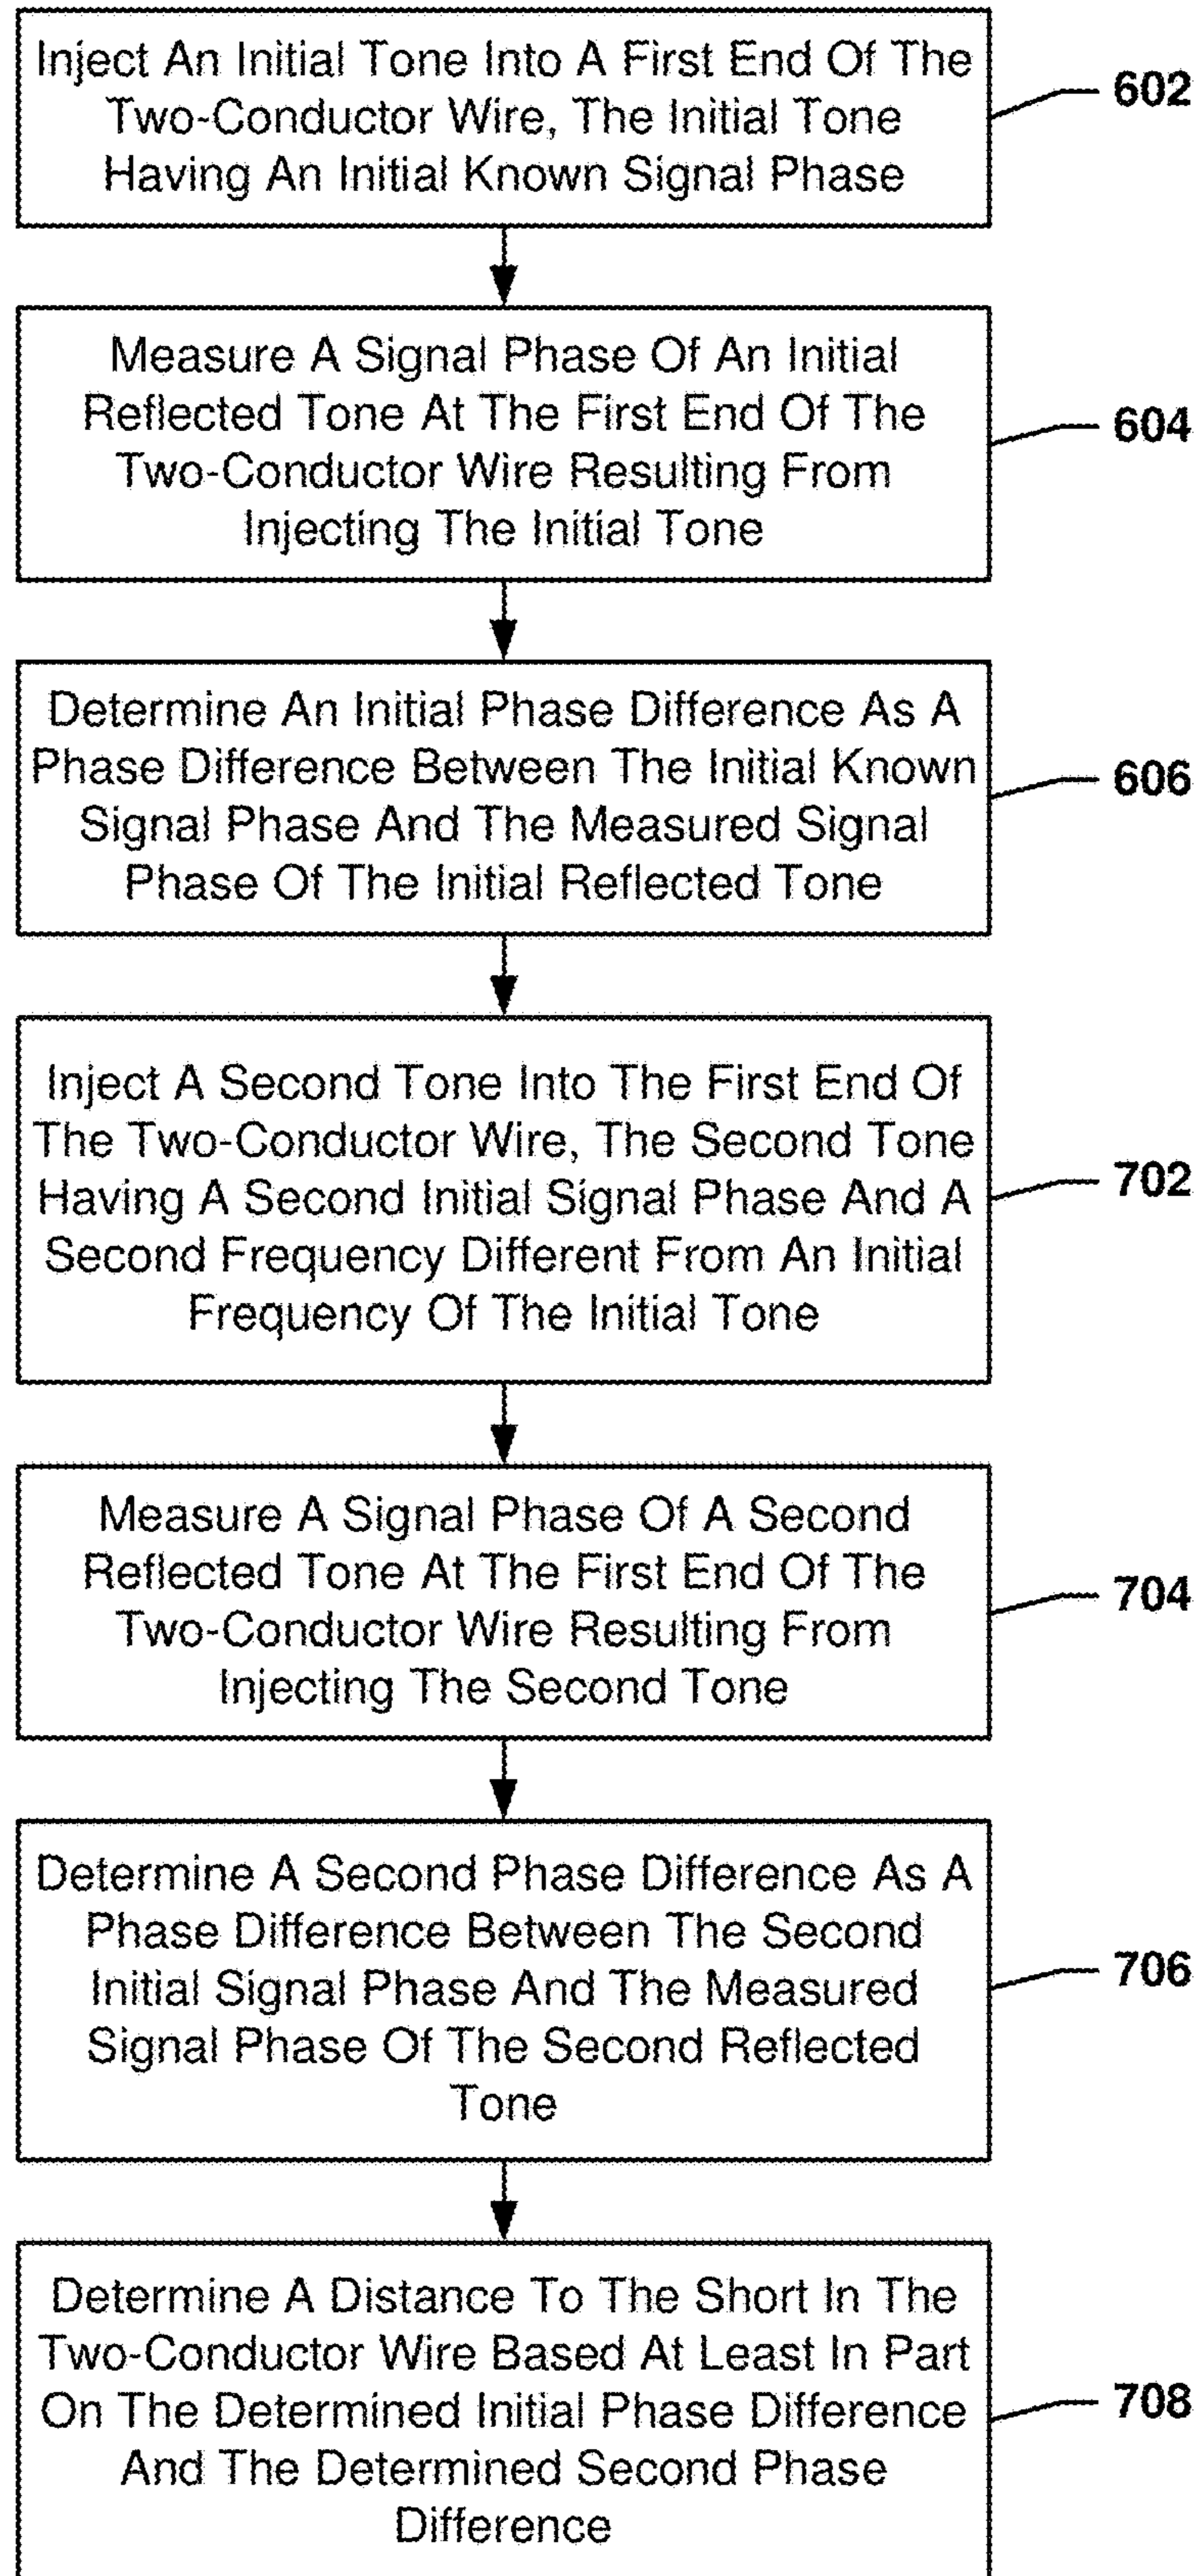 Inject An Initial Tone Into A First End Of The
Two-Conductor Wire, The Initial Tone
Having An Initial Known Signal Phase
602
Measure A Signal Phase Of An Initial
Reflected Tone At The First End Of The
Two-Conductor Wire Resulting From
Injecting The Initial Tone
604
Determine An Initial Phase Difference As A
Phase Difference Between The Initial Known
Signal Phase And The Measured Signal
Phase Of The Initial Reflected Tone
606
Inject A Second Tone Into The First End Of
The Two-Conductor Wire, The Second Tone
Having A Second Initial Signal Phase And A
Second Frequency Different From An Initial
Frequency Of The Initial Tone
702
Measure A Signal Phase Of A Second
Reflected Tone At The First End Of The
Two-Conductor Wire Resulting From
Injecting The Second Tone
704
Determine A Second Phase Difference As A
Phase Difference Between The Second
Initial Signal Phase And The Measured
Signal Phase Of The Second Reflected
Tone
706
Determine A Distance To The Short In The
Two-Conductor Wire Based At Least In Part
On The Determined Initial Phase Difference
And The Determined Second Phase
Difference
708